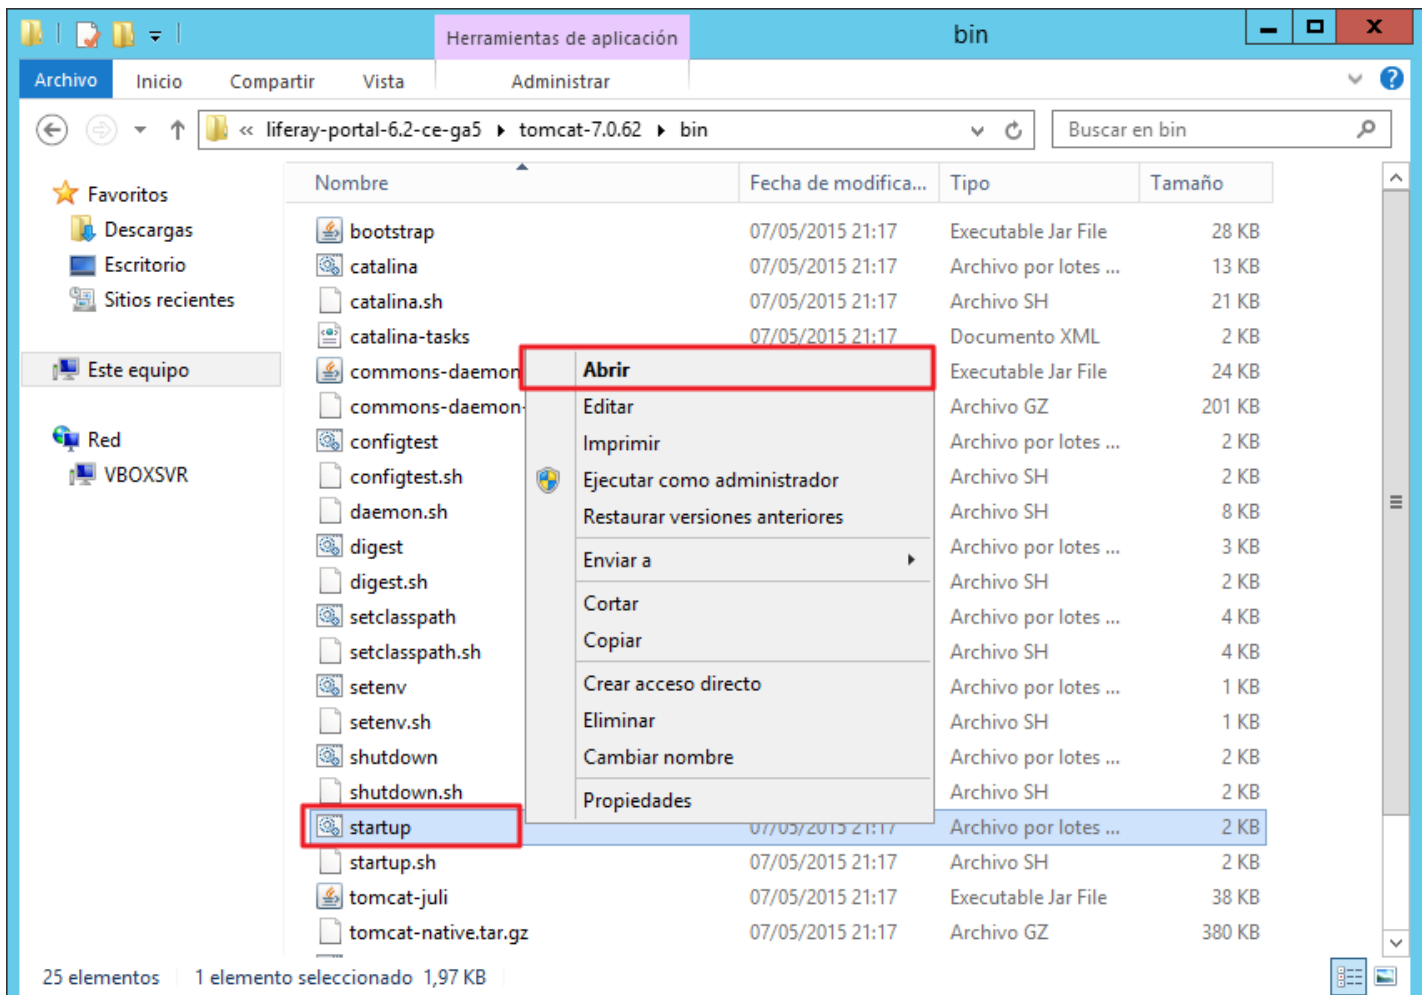 Herramientas de aplicación
bin
Archivo Inicio Compartir Vista Administrar
« liferay-portal-6.2-ce-ga5 tomcat-7.0.62 bin
Buscar en bin
Favoritos
Descargas
Escritorio
Sitios recientes
Este equipo
Red
VBOXSVR
Nombre Fecha de modifica... Tipo Tamaño
bootstrap 07/05/2015 21:17 Executable Jar File 28 KB
catalina 07/05/2015 21:17 Archivo por lotes ... 13 KB
catalina.sh 07/05/2015 21:17 Archivo SH 21 KB
catalina-tasks 07/05/2015 21:17 Documento XML 2 KB
commons-daemon Executable Jar File 24 KB
commons-daemon- Archivo GZ 201 KB
configtest Archivo por lotes ... 2 KB
configtest.sh Archivo SH 2 KB
daemon.sh Archivo SH 8 KB
digest Archivo por lotes ... 3 KB
digest.sh Archivo SH 2 KB
setclasspath Archivo por lotes ... 4 KB
setclasspath.sh Archivo SH 4 KB
setenv Archivo por lotes ... 1 KB
setenv.sh Archivo SH 1 KB
shutdown Archivo por lotes ... 2 KB
shutdown.sh Archivo SH 2 KB
startup 07/05/2015 21:17 Archivo por lotes ... 2 KB
startup.sh 07/05/2015 21:17 Archivo SH 2 KB
tomcat-juli 07/05/2015 21:17 Executable Jar File 38 KB
tomcat-native.tar.gz 07/05/2015 21:17 Archivo GZ 380 KB
Abrir
Editar
Imprimir
Ejecutar como administrador
Restaurar versiones anteriores
Enviar a
Cortar
Copiar
Crear acceso directo
Eliminar
Cambiar nombre
Propiedades
25 elementos 1 elemento seleccionado 1,97 KB